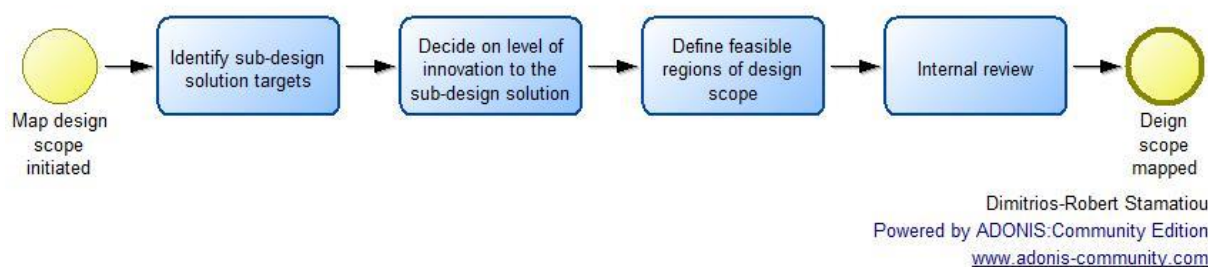 Map design
scope
initiated
Identify sub-design
solution targets
Decide on level of
innovation to the
sub-design solution
Define feasible
regions of design
scope
Internal review
Deign
scope
mapped
Dimitrios-Robert Stamatiou
Powered by ADONIS:Community Edition
www.adonis-community.com